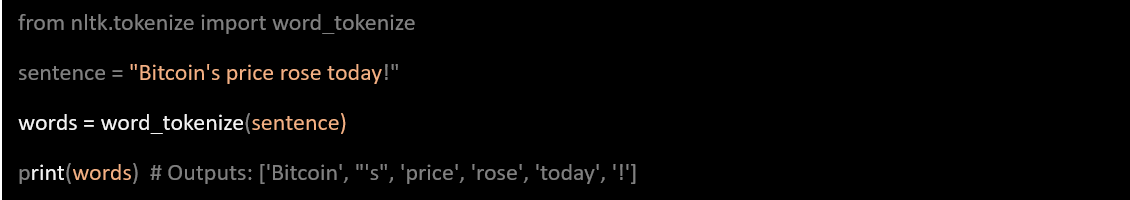 from nltk.tokenize import word_tokenize
sentence = "Bitcoin's price rose today!"
words = word_tokenize(sentence)
print(words)  # Outputs: ['Bitcoin', "'s", 'price', 'rose', 'today', '!']